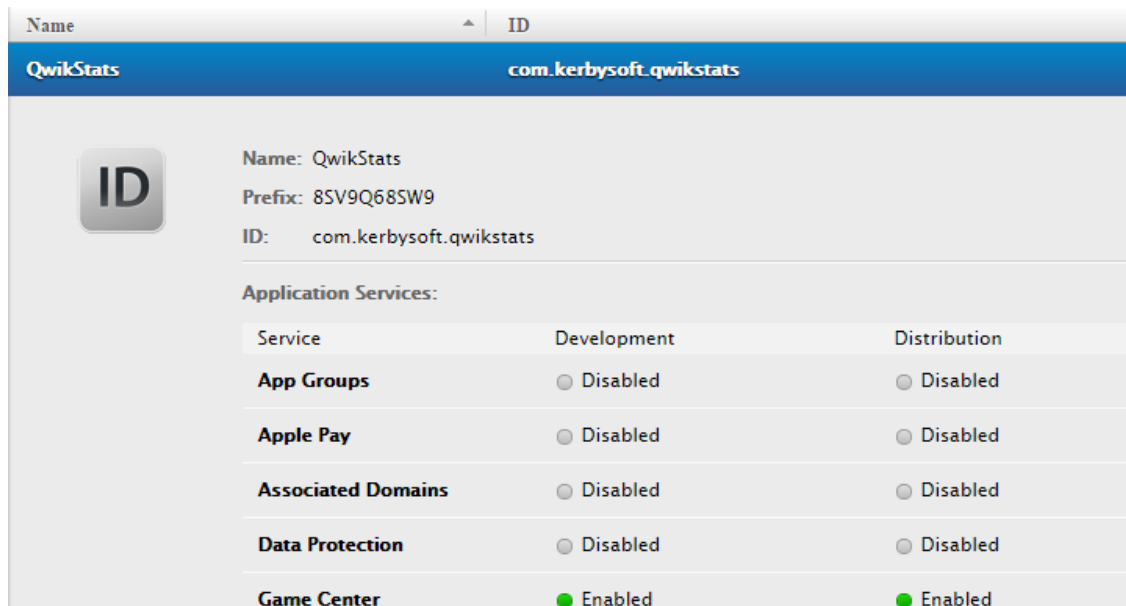 Name ID
QwikStats com.kerbysoft.qwikstats
ID
Name: QwikStats
Prefix: 8SV9Q68SW9
ID: com.kerbysoft.qwikstats
Application Services:
Service Development Distribution
App Groups Disabled Disabled
Apple Pay Disabled Disabled
Associated Domains Disabled Disabled
Data Protection Disabled Disabled
Game Center Enabled Enabled